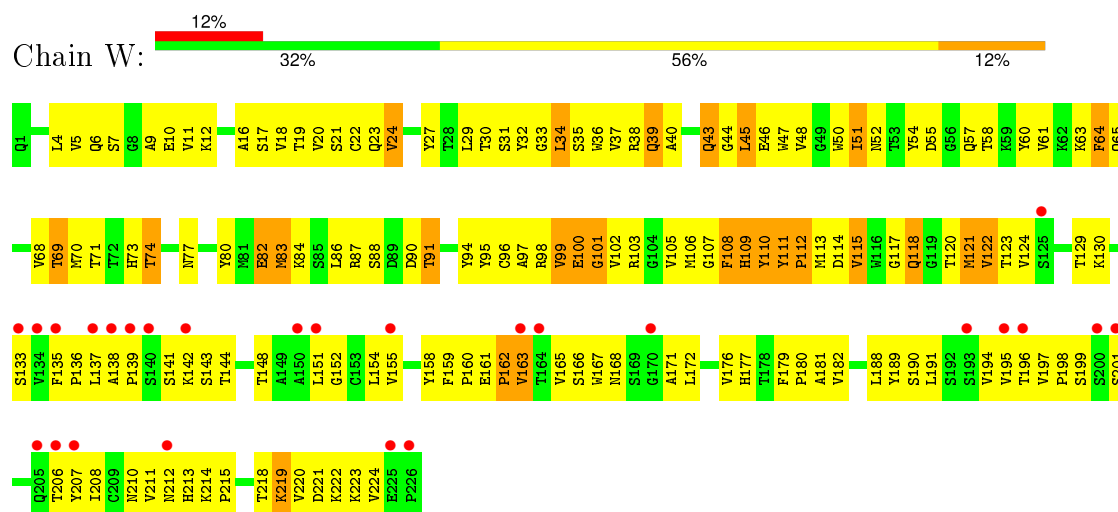 12%
Chain W:
32% 56% 12%
Q1 L4 V5 Q6 S7 G8 A9 E10 V11 K12 A16 S17 V18 T19 V20 S21 C22 Q23 V24 Y27 T28 L29 T30 S31 Y32 G33 L34 S35 W36 V37 R38 Q39 A40 Q43 G44 L45 E46 W47 V48 G49 W50 I51 N52 T53 Y54 D55 G56 Q57 T58 K59 Y60 V61 K62 K63 F64 Q65
V68 T69 M70 T71 T72 H73 T74 N77 Y80 M81 E82 M83 K84 S85 L86 R87 S88 D89 D90 T91 Y94 Y95 C96 A97 R98 V99 E100 G101 V102 R103 G104 V105 M106 G107 F108 H109 Y110 Y111 P112 M113 D114 V115 W116 G117 Q118 G119 T120 M121 V122 T123 V124 S125 T129 K130
S133 V134 F135 P136 L137 A138 P139 S140 S141 K142 S143 T144 T148 A149 A150 L151 G152 C153 L154 V155 Y158 F159 P160 E161 P162 V163 T164 V165 S166 W167 N168 S169 G170 A171 L172 V176 H177 T178 F179 P180 A181 V182 L188 Y189 S190 L191 S192 S193 V194 V195 T196 V197 P198 S199 S200 S201
Q205 T206 Y207 I208 C209 N210 V211 N212 H213 K214 P215 T218 K219 V220 D221 K222 K223 V224 E225 P226